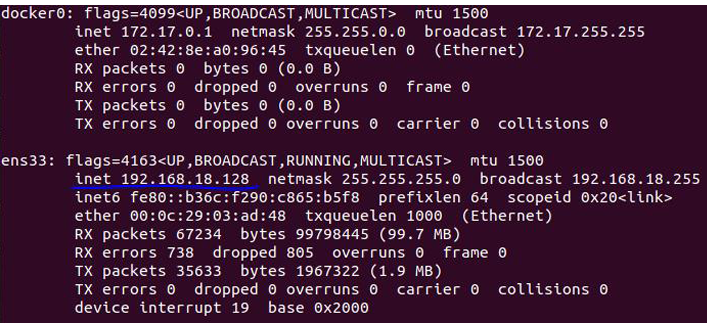 docker0: flags=4099<UP,BROADCAST,MULTICAST>  mtu 1500
        inet 172.17.0.1  netmask 255.255.0.0  broadcast 172.17.255.255
        ether 02:42:8e:a0:96:45  txqueuelen 0  (Ethernet)
        RX packets 0  bytes 0 (0.0 B)
        RX errors 0  dropped 0  overruns 0  frame 0
        TX packets 0  bytes 0 (0.0 B)
        TX errors 0  dropped 0 overruns 0  carrier 0  collisions 0
ens33: flags=4163<UP,BROADCAST,RUNNING,MULTICAST>  mtu 1500
        inet 192.168.18.128  netmask 255.255.255.0  broadcast 192.168.18.255
        inet6 fe80::b36c:f290:c865:b5f8  prefixlen 64  scopeid 0x20<link>
        ether 00:0c:29:03:ad:48  txqueuelen 1000  (Ethernet)
        RX packets 67234  bytes 99798445 (99.7 MB)
        RX errors 738  dropped 805  overruns 0  frame 0
        TX packets 35633  bytes 1967322 (1.9 MB)
        TX errors 0  dropped 0 overruns 0  carrier 0  collisions 0
        device interrupt 19  base 0x2000